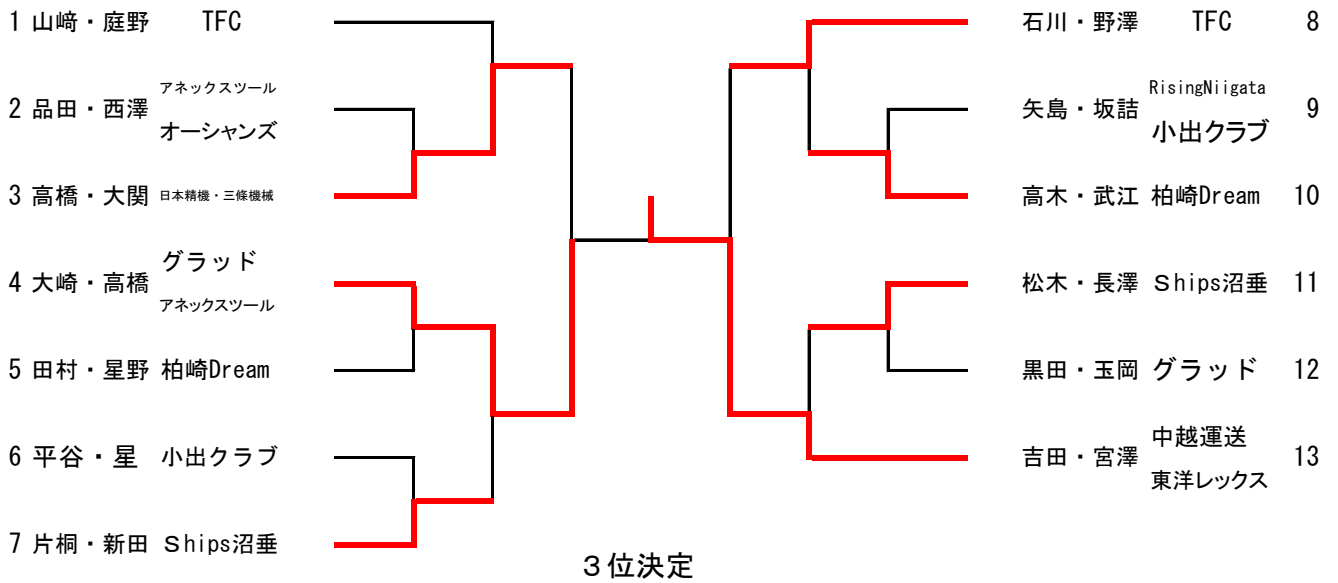 1 山﨑・庭野 TFC
2 品田・西澤 アネックスツール
オーシャンズ
3 高橋・大関 日本精機・三條機械
4 大崎・高橋 グラッド
アネックスツール
5 田村・星野 柏崎Dream
6 平谷・星 小出クラブ
7 片桐・新田 Ｓhips沼垂
石川・野澤 TFC 8
矢島・坂詰 RisingNiigata 9
小出クラブ
高木・武江 柏崎Dream 10
松木・長澤 Ｓhips沼垂 11
黒田・玉岡 グラッド 12
吉田・宮澤 中越運送 13
東洋レックス
３位決定